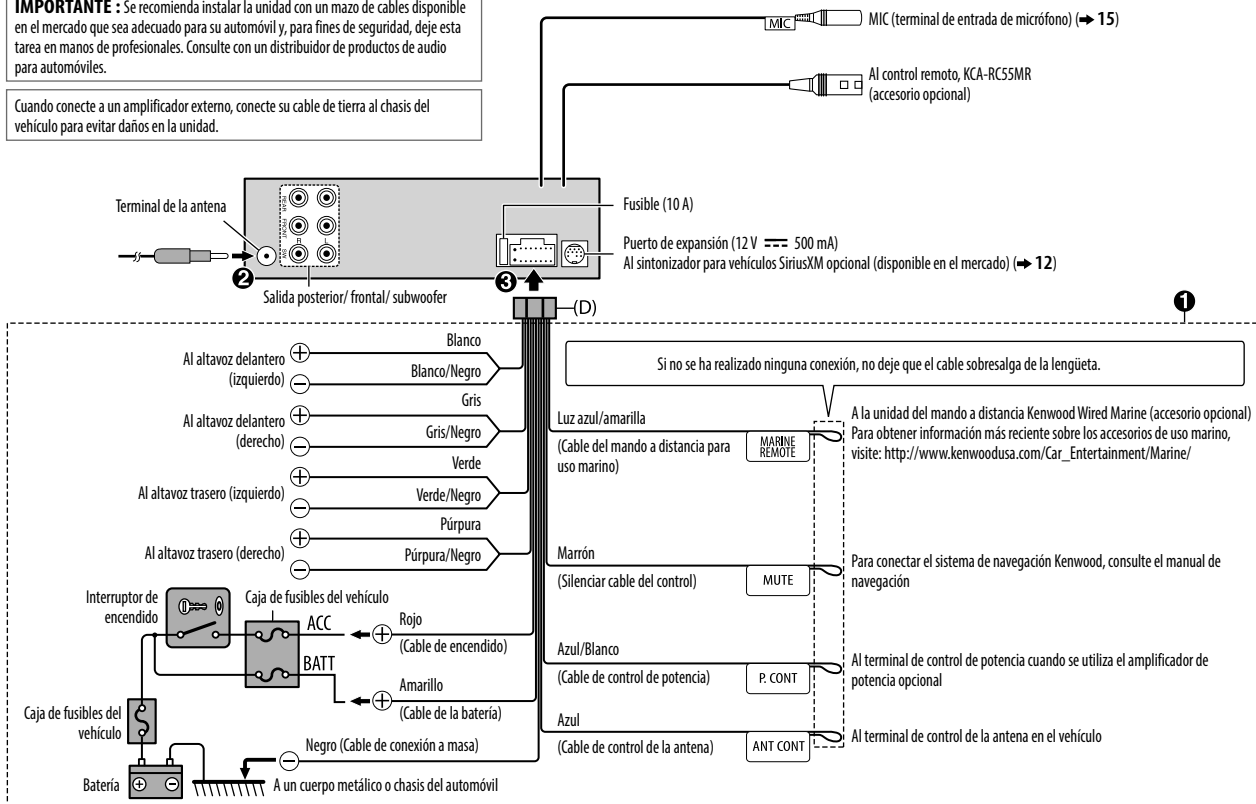 IMPORTANTE : Se recomienda instalar la unidad con un mazo de cables disponible
en el mercado que sea adecuado para su automóvil y, para fines de seguridad, deje esta
tarea en manos de profesionales. Consulte con un distribuidor de productos de audio
para automóviles.
Cuando conecte a un amplificador externo, conecte su cable de tierra al chasis del
vehículo para evitar daños en la unidad.
MIC
MIC (terminal de entrada de micrófono) (➜ 15)
Al control remoto, KCA-RC55MR
(accesorio opcional)
Terminal de la antena
REAR
FRONT
R
L
SW
Fusible (10 A)
Puerto de expansión (12 V ⎓ 500 mA)
Al sintonizador para vehículos SiriusXM opcional (disponible en el mercado) (➜ 12)
2
3
Salida posterior/ frontal/ subwoofer
(D)
1
Blanco
Al altavoz delantero
(izquierdo)
Blanco/Negro
Gris
Al altavoz delantero
(derecho)
Gris/Negro
Verde
Al altavoz trasero (izquierdo)
Verde/Negro
Púrpura
Al altavoz trasero (derecho)
Púrpura/Negro
Si no se ha realizado ninguna conexión, no deje que el cable sobresalga de la lengüeta.
Luz azul/amarilla
(Cable del mando a distancia para
uso marino)
MARINE
REMOTE
A la unidad del mando a distancia Kenwood Wired Marine (accesorio opcional)
Para obtener información más reciente sobre los accesorios de uso marino,
visite: http://www.kenwoodusa.com/Car_Entertainment/Marine/
Marrón
(Silenciar cable del control)
MUTE
Para conectar el sistema de navegación Kenwood, consulte el manual de
navegación
Azul/Blanco
(Cable de control de potencia)
P. CONT
Al terminal de control de potencia cuando se utiliza el amplificador de
potencia opcional
Azul
(Cable de control de la antena)
ANT CONT
Al terminal de control de la antena en el vehículo
Interruptor de
encendido
Caja de fusibles del vehículo
ACC
Rojo
(Cable de encendido)
BATT
Amarillo
(Cable de la batería)
Caja de fusibles del
vehículo
Negro (Cable de conexión a masa)
Batería
A un cuerpo metálico o chasis del automóvil